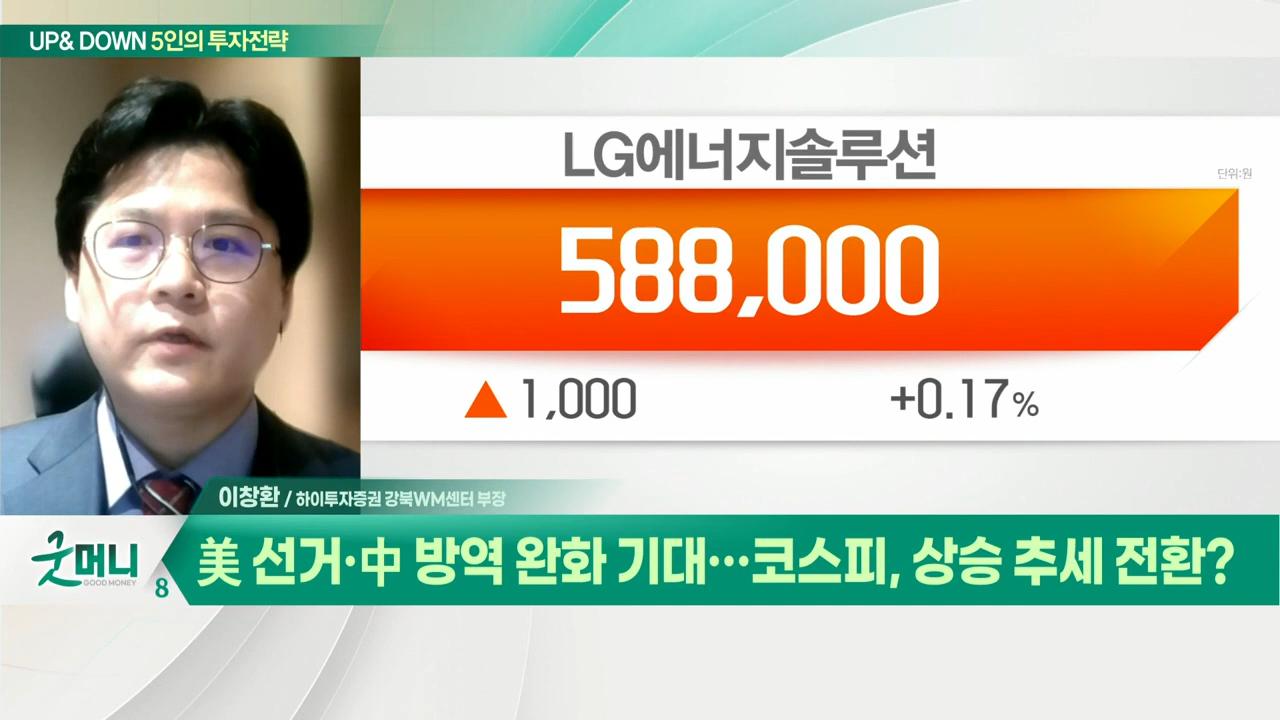 UP& DOWN 5인의 투자전략
LG에너지솔루션
단위:원
588,000
▲ 1,000 +0.17%
이창환 / 하이투자증권 강북WM센터 부장
굿머니
GOOD MONEY
8
美 선거·中 방역 완화 기대…코스피, 상승 추세 전환?